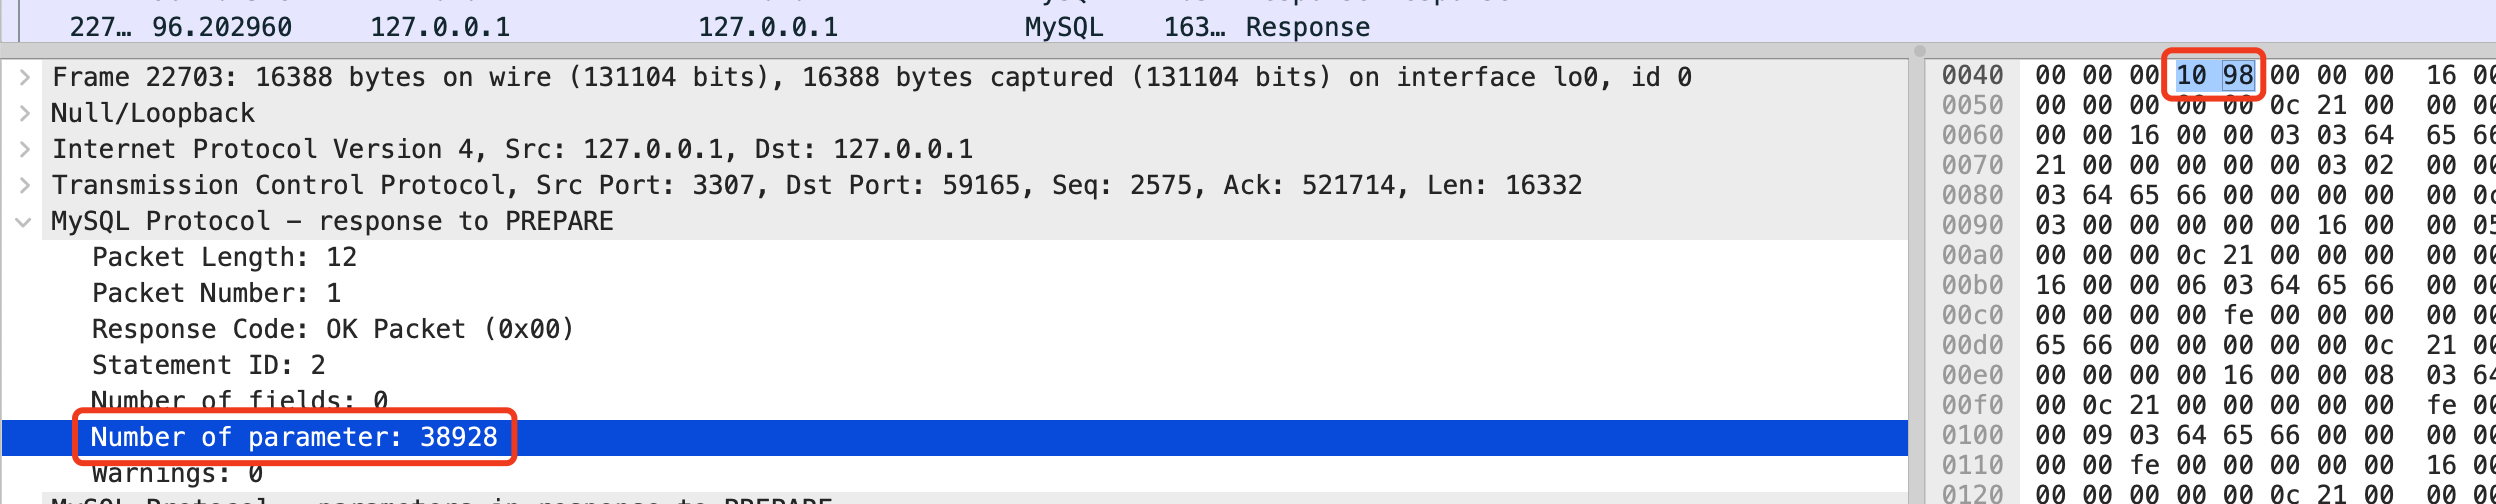 227… 96.202960 127.0.0.1 127.0.0.1 MySQL 163… Response
Frame 22703: 16388 bytes on wire (131104 bits), 16388 bytes captured (131104 bits) on interface lo0, id 0
Null/Loopback
Internet Protocol Version 4, Src: 127.0.0.1, Dst: 127.0.0.1
Transmission Control Protocol, Src Port: 3307, Dst Port: 59165, Seq: 2575, Ack: 521714, Len: 16332
MySQL Protocol – response to PREPARE
Packet Length: 12
Packet Number: 1
Response Code: OK Packet (0x00)
Statement ID: 2
Number of fields: 0
Number of parameter: 38928
Warnings: 0
MySQL Protocol – parameters in response to PREPARE
0040 00 00 00 10 98 00 00 00 16 00
0050 00 00 00 00 00 0c 21 00 00 00
0060 00 00 16 00 00 03 03 64 65 66
0070 21 00 00 00 00 00 03 02 00 00
0080 03 64 65 66 00 00 00 00 00 0c
0090 03 00 00 00 00 00 16 00 00 05
00a0 00 00 00 0c 21 00 00 00 00 00
00b0 16 00 00 06 03 64 65 66 00 00
00c0 00 00 00 00 fe 00 00 00 00 00
00d0 65 66 00 00 00 00 00 0c 21 00
00e0 00 00 00 00 16 00 00 08 03 64
00f0 00 0c 21 00 00 00 00 00 fe 00
0100 00 09 03 64 65 66 00 00 00 00
0110 00 00 fe 00 00 00 00 00 16 00
0120 00 00 00 00 00 0c 21 00 00 00